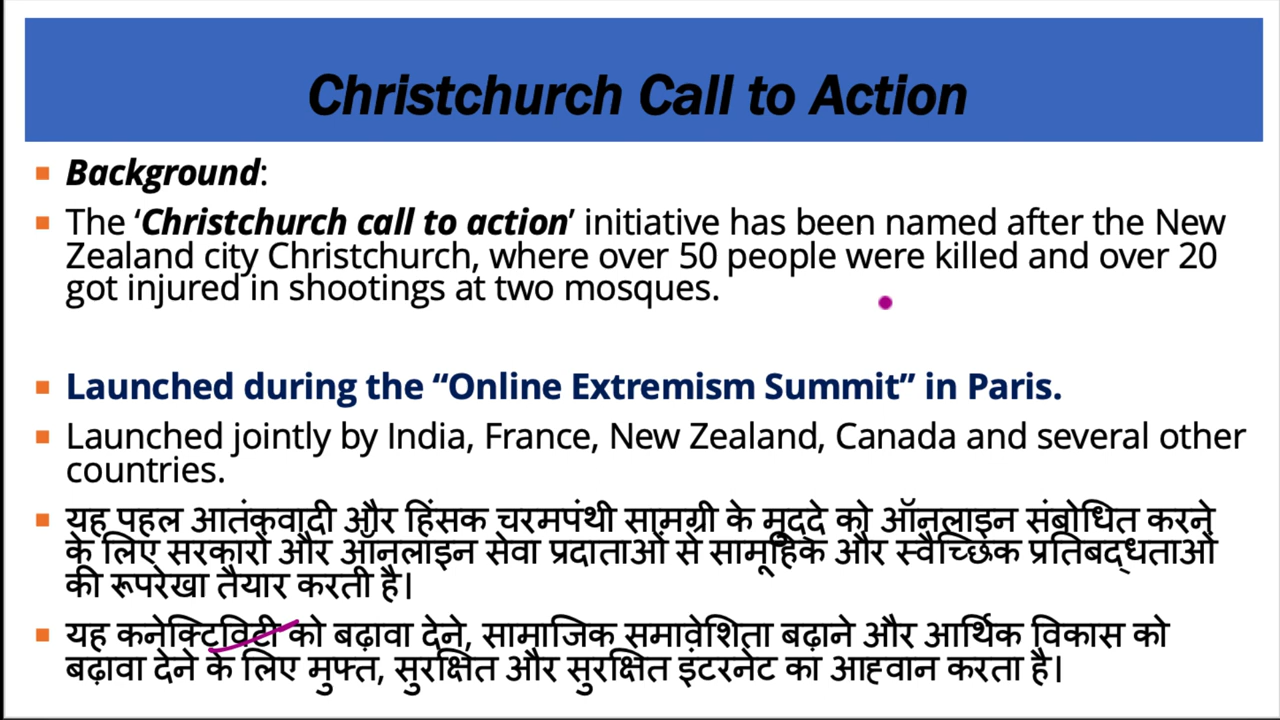 Christchurch Call to Action
Background:
The ‘Christchurch call to action’ initiative has been named after the New
Zealand city Christchurch, where over 50 people were killed and over 20
got injured in shootings at two mosques.
Launched during the “Online Extremism Summit” in Paris.
Launched jointly by India, France, New Zealand, Canada and several other
countries.
यह पहल आतंकवादी और हिंसक चरमपंथी सामग्री के मुद्दे को ऑनलाइन संबोधित करने
के लिए सरकारों और ऑनलाइन सेवा प्रदाताओं से सामूहिक और स्वैच्छिक प्रतिबद्धताओं
की रूपरेखा तैयार करती है।
यह कनेक्टिविटी को बढ़ावा देने, सामाजिक समावेशिता बढ़ाने और आर्थिक विकास को
बढ़ावा देने के लिए मुफ्त, सुरक्षित और सुरक्षित इंटरनेट का आह्वान करता है।